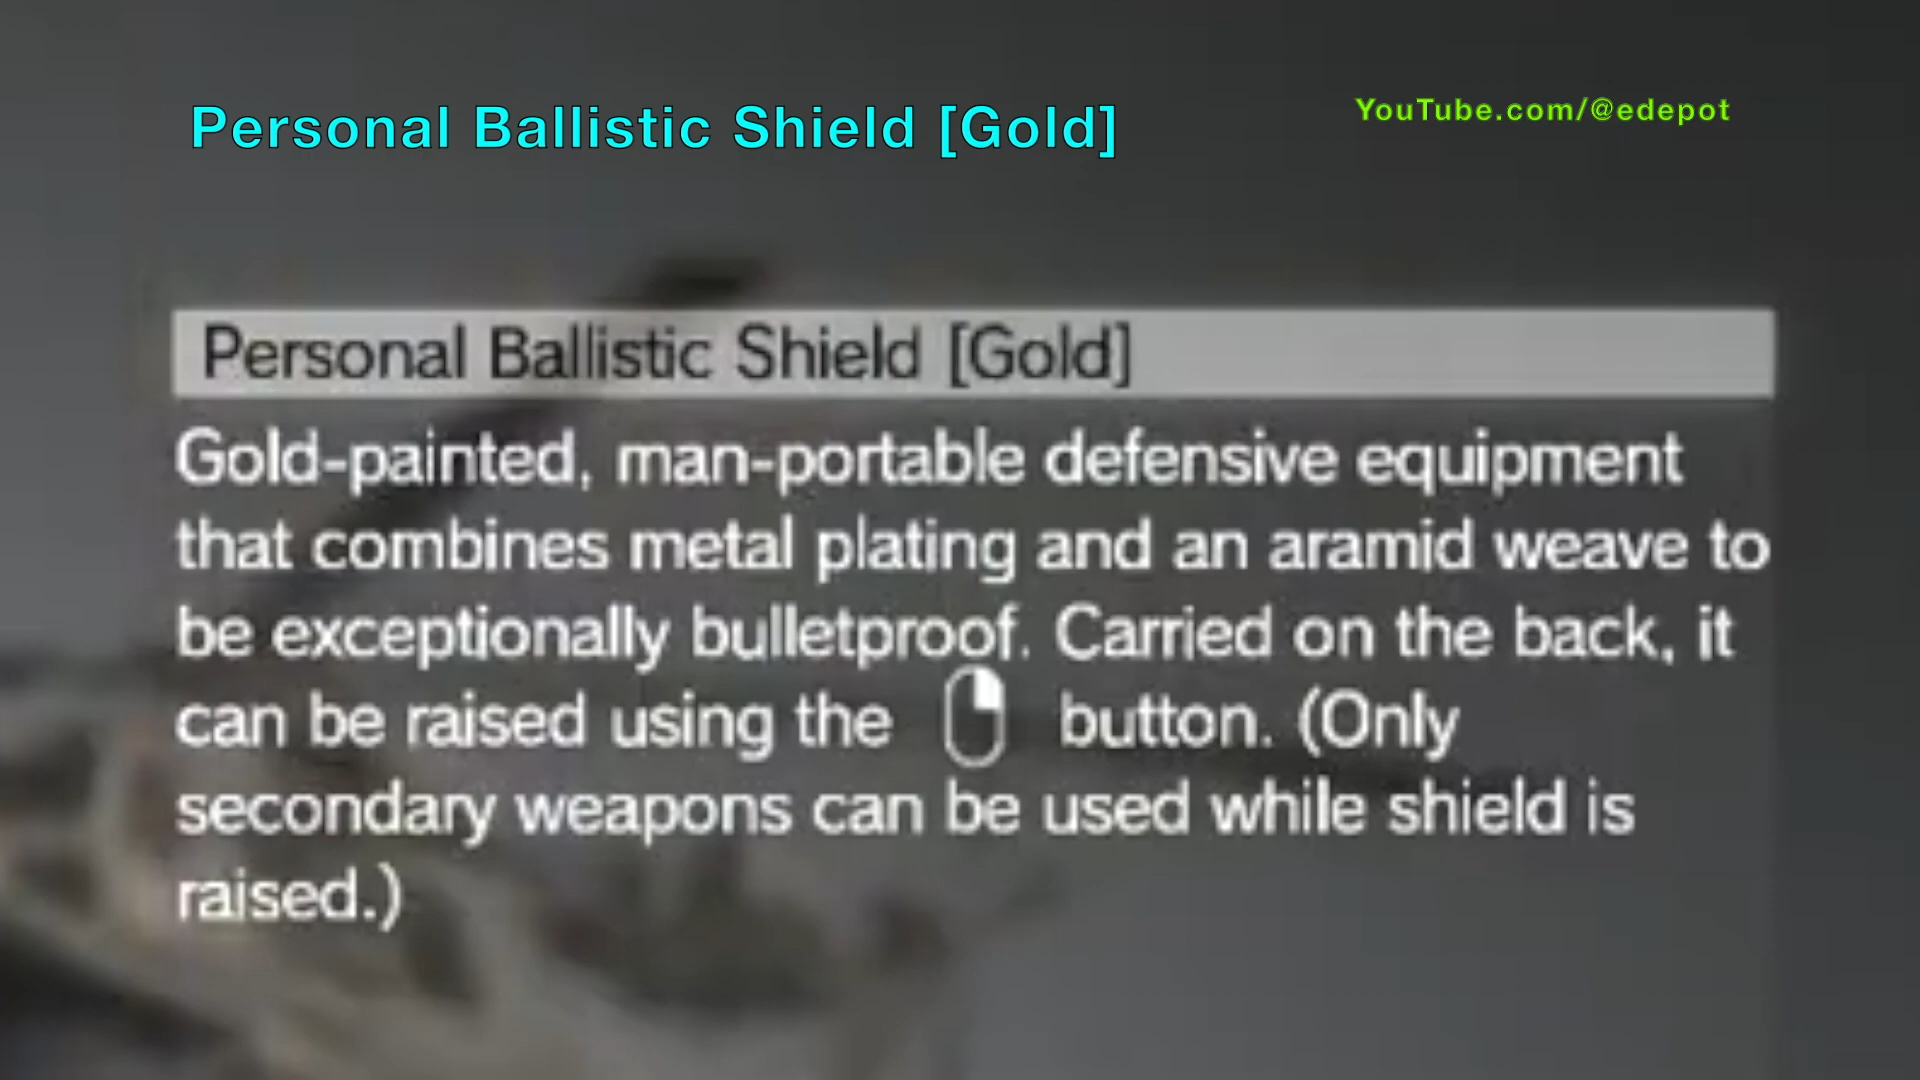 Personal Ballistic Shield [Gold]
YouTube.com/@edepot
Personal Ballistic Shield [Gold]
Gold-painted, man-portable defensive equipment
that combines metal plating and an aramid weave to
be exceptionally bulletproof. Carried on the back, it
can be raised using the button. (Only
secondary weapons can be used while shield is
raised.)